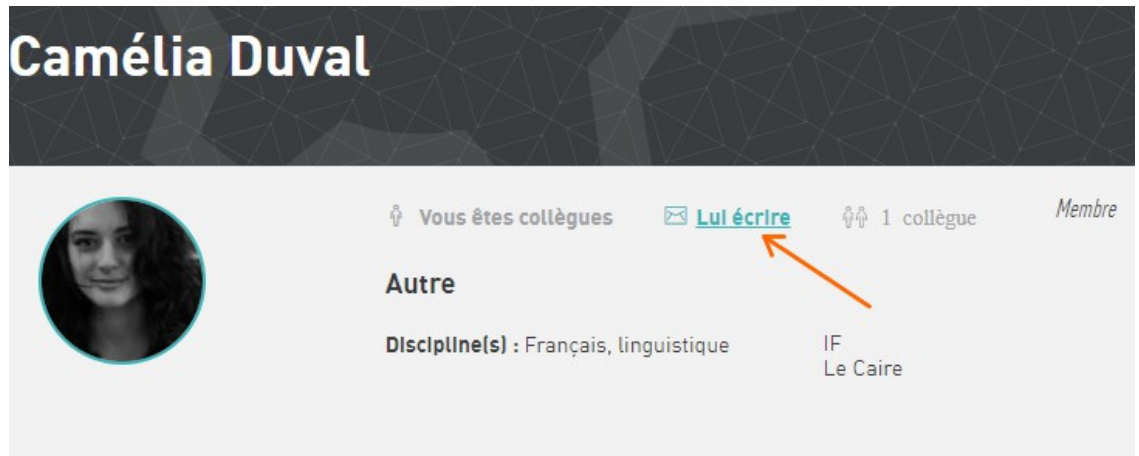 Camélia Duval
Vous êtes collègues Lui écrire 1 collègue Membre
Autre
Discipline(s) : Français, linguistique IF
Le Caire